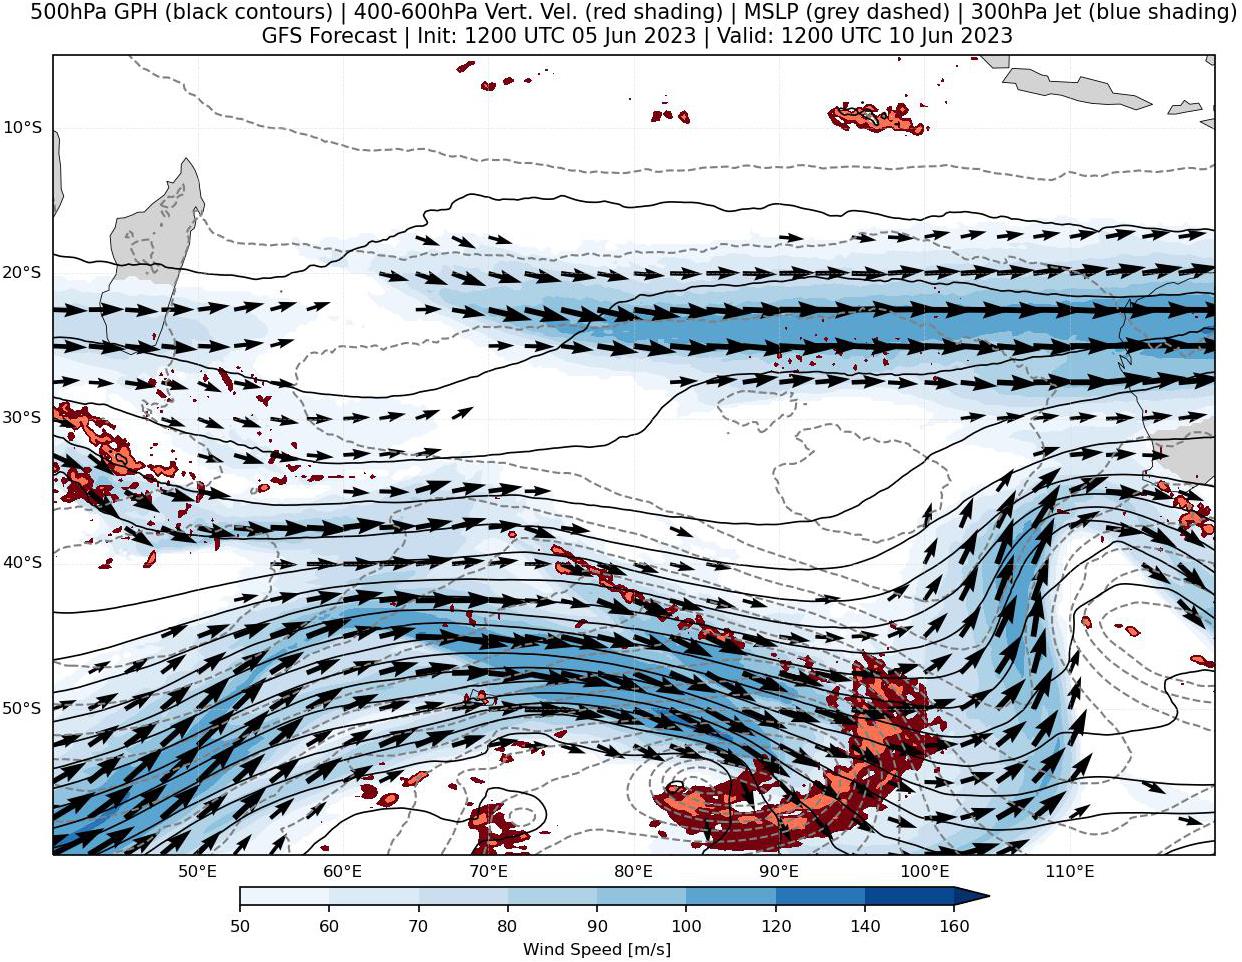 500hPa GPH (black contours) | 400-600hPa Vert. Vel. (red shading) | MSLP (grey dashed) | 300hPa Jet (blue shading)
GFS Forecast | Init: 1200 UTC 05 Jun 2023 | Valid: 1200 UTC 10 Jun 2023
10°S
20°S
30°S
40°S
50°S
50°E 60°E 70°E 80°E 90°E 100°E 110°E
50 60 70 80 90 100 120 140 160
Wind Speed [m/s]